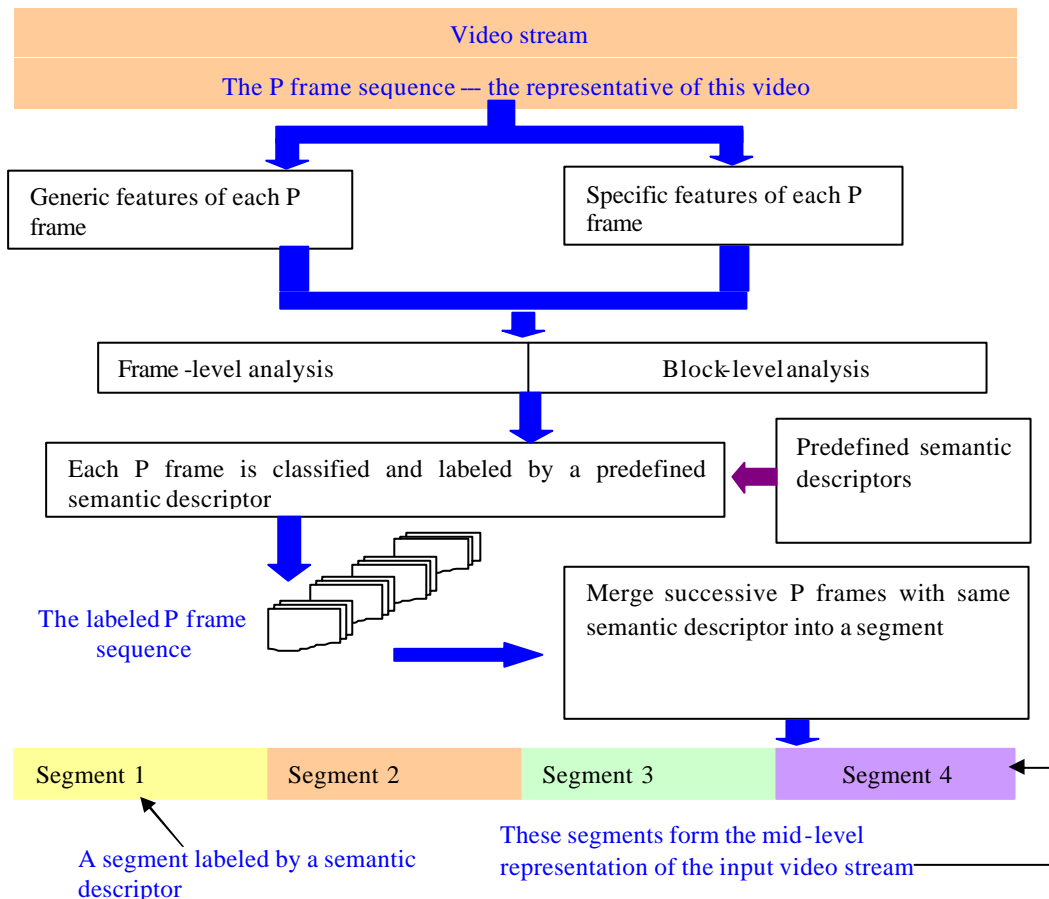 Video stream
The P frame sequence --- the representative of this video
Generic features of each P
frame
Specific features of each P
frame
Frame -level analysis
Block-level analysis
Each P frame is classified and labeled by a predefined
semantic descriptor
Predefined semantic
descriptors
The labeled P frame
sequence
Merge successive P frames with same
semantic descriptor into a segment
Segment 1
Segment 2
Segment 3
Segment 4
A segment labeled by a semantic
descriptor
These segments form the mid-level
representation of the input video stream